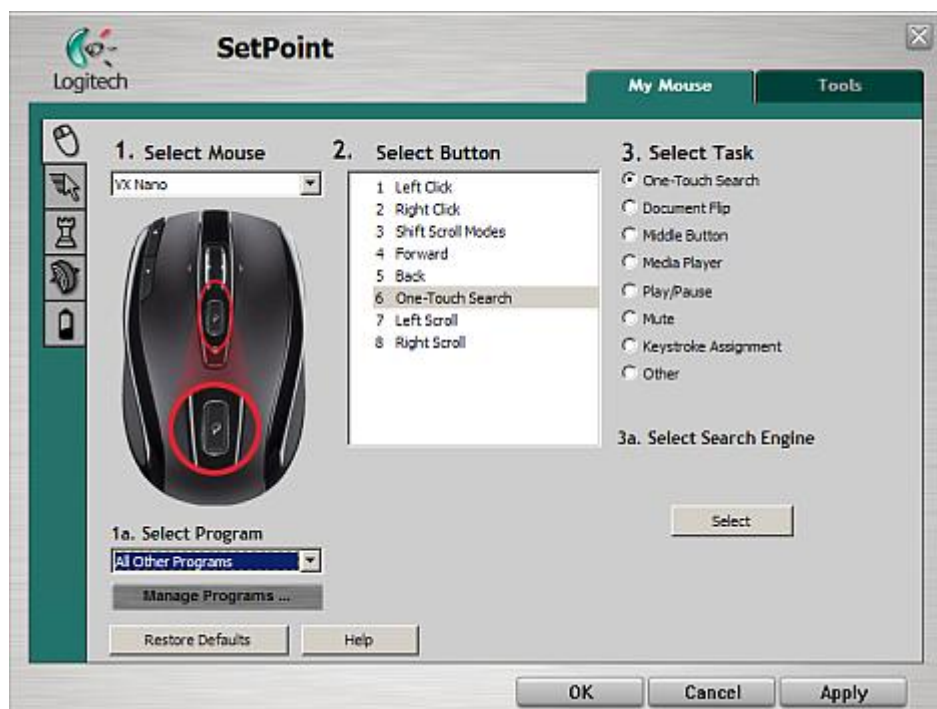 Logitech
SetPoint
My Mouse
Tools
1. Select Mouse
VX Nano
1a. Select Program
All Other Programs
Manage Programs ...
Restore Defaults
Help
2. Select Button
1 Left Click
2 Right Click
3 Shift Scroll Modes
4 Forward
5 Back
6 One-Touch Search
7 Left Scroll
8 Right Scroll
3. Select Task
One-Touch Search
Document Flip
Middle Button
Media Player
Play/Pause
Mute
Keystroke Assignment
Other
3a. Select Search Engine
Select
OK
Cancel
Apply